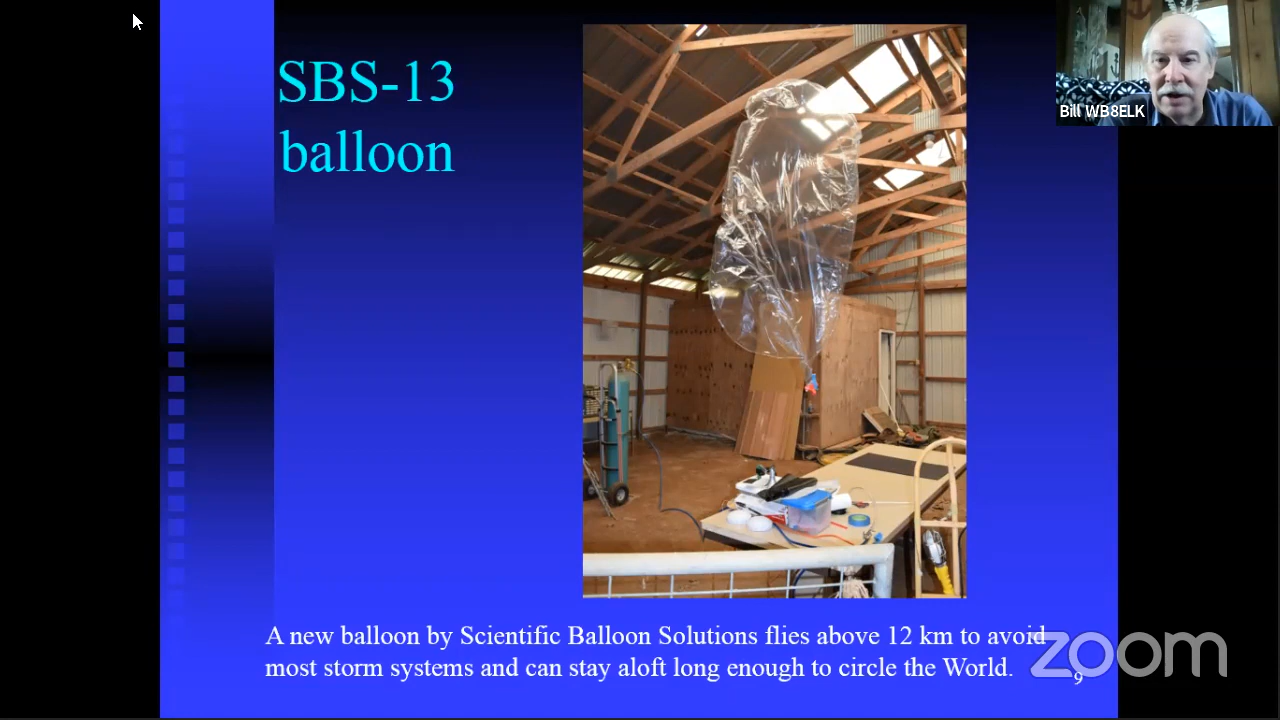 SBS-13
balloon
Bill WB8ELK
A new balloon by Scientific Balloon Solutions flies above 12 km to avoid
most storm systems and can stay aloft long enough to circle the World.
zoom
9